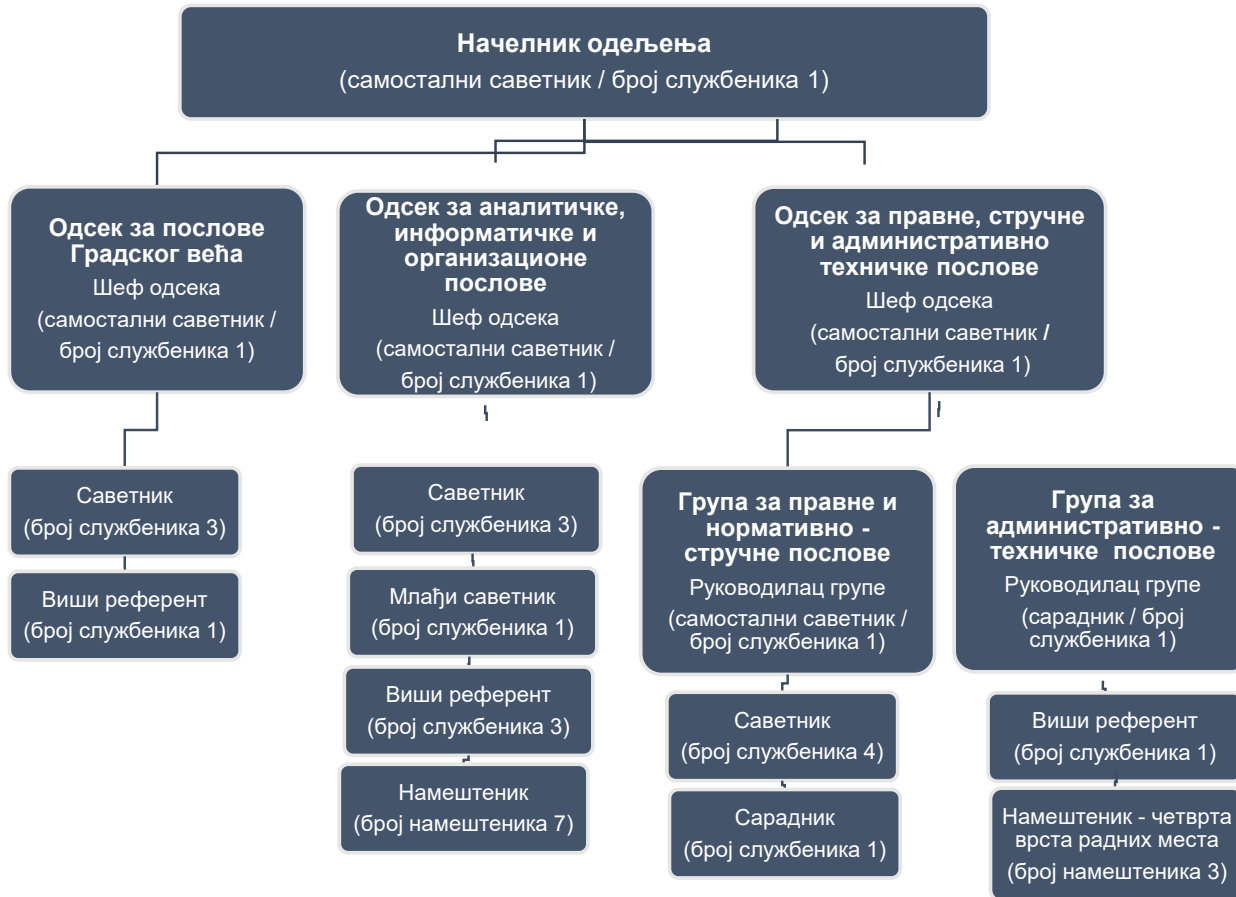 Начелник одељења
(самостални саветник / број службеника 1)
Одсек за послове
Градског већа
Шеф одсека
(самостални саветник /
број службеника 1)
Одсек за аналитичке,
информатичке и
организационе
послове
Шеф одсека
(самостални саветник /
број службеника 1)
Одсек за правне, стручне
и административно
техничке послове
Шеф одсека
(самостални саветник /
број службеника 1)
Саветник
(број службеника 3)
Виши референт
(број службеника 1)
Саветник
(број службеника 3)
Млађи саветник
(број службеника 1)
Виши референт
(број службеника 3)
Намештеник
(број намештеника 7)
Група за правне и
нормативно -
стручне послове
Руководилац групе
(самостални саветник /
број службеника 1)
Саветник
(број службеника 4)
Сарадник
(број службеника 1)
Група за
административно -
техничке  послове
Руководилац групе
(сарадник / број
службеника 1)
Виши референт
(број службеника 1)
Намештеник - четврта
врста радних места
(број намештеника 3)